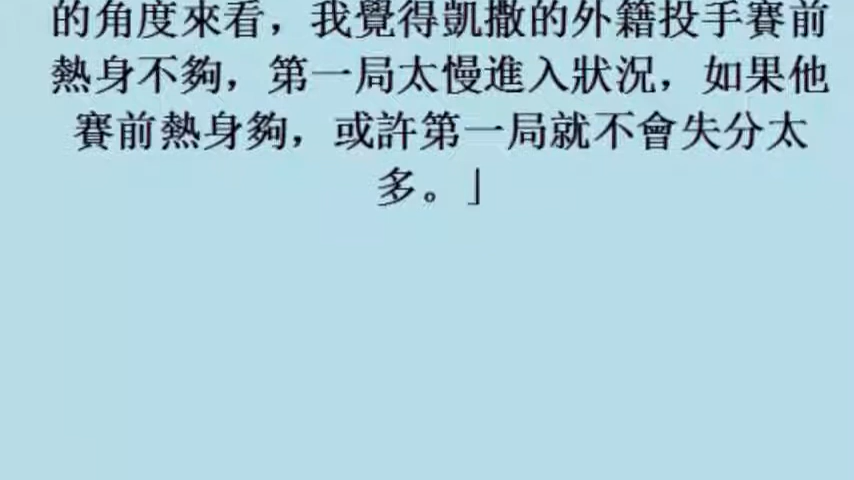 的角度來看，我覺得凱撒的外籍投手賽前
熱身不夠，第一局太慢進入狀況，如果他
賽前熱身夠，或許第一局就不會失分太
多。」